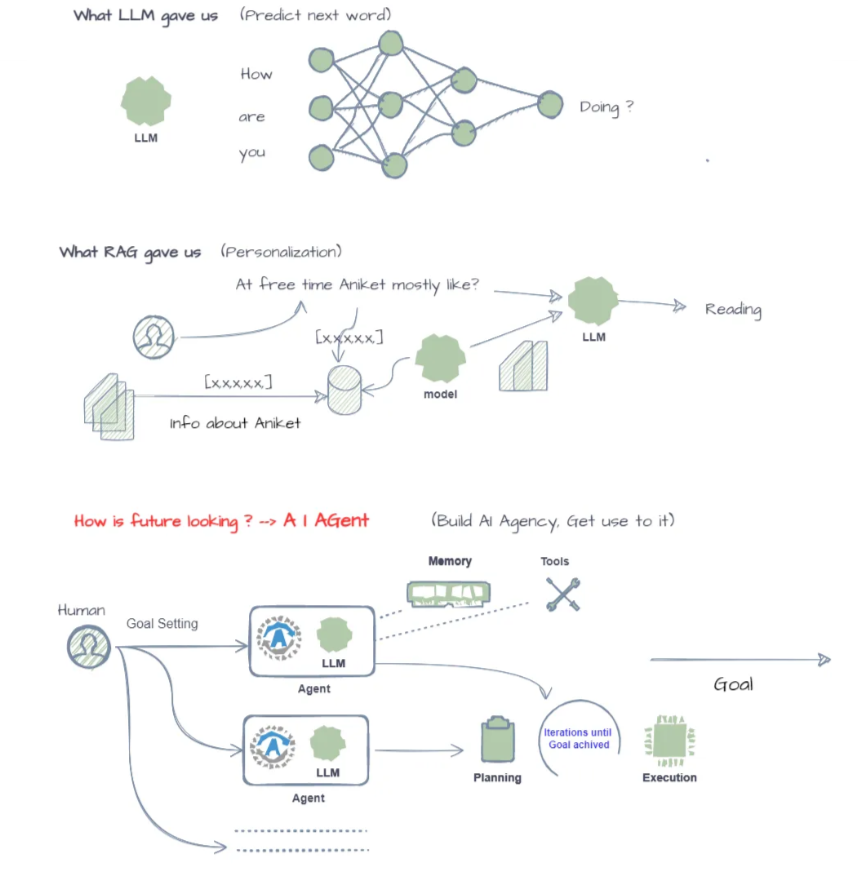 What LLM gave us (Predict next word)
How
are
you
Doing ?
LLM
What RAG gave us (Personalization)
At free time Aniket mostly like?
[xxxxx]
LLM
Reading
[xxxxx]
model
Info about Aniket
How is future looking ? --> A I AGent (Build AI Agency, Get use to it)
Memory
Tools
Human
Goal Setting
A
LLM
Agent
Goal
A
LLM
Agent
Planning
Iterations until
Goal achived
Execution